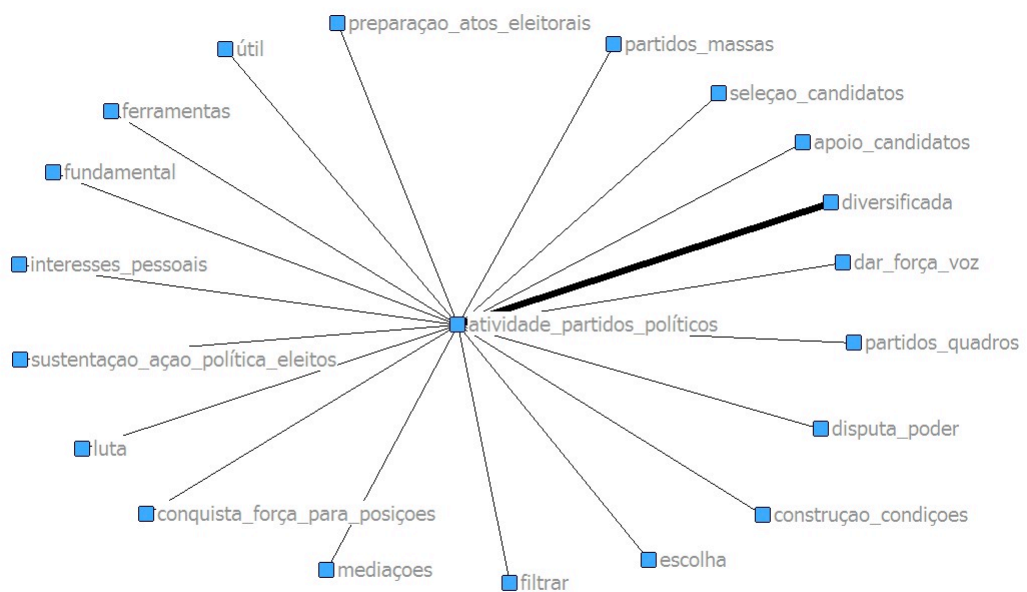 preparaçao_atos_eleitorais
partidos_massas
útil
seleçao_candidatos
ferramentas
apoio_candidatos
fundamental
diversificada
interesses_pessoais
dar_força_voz
atividade_partidos_políticos
partidos_quadros
sustentaçao_açao_política_eleitos
disputa_poder
luta
conquista_força_para_posiçoes
construçao_condiçoes
escolha
mediaçoes
filtrar